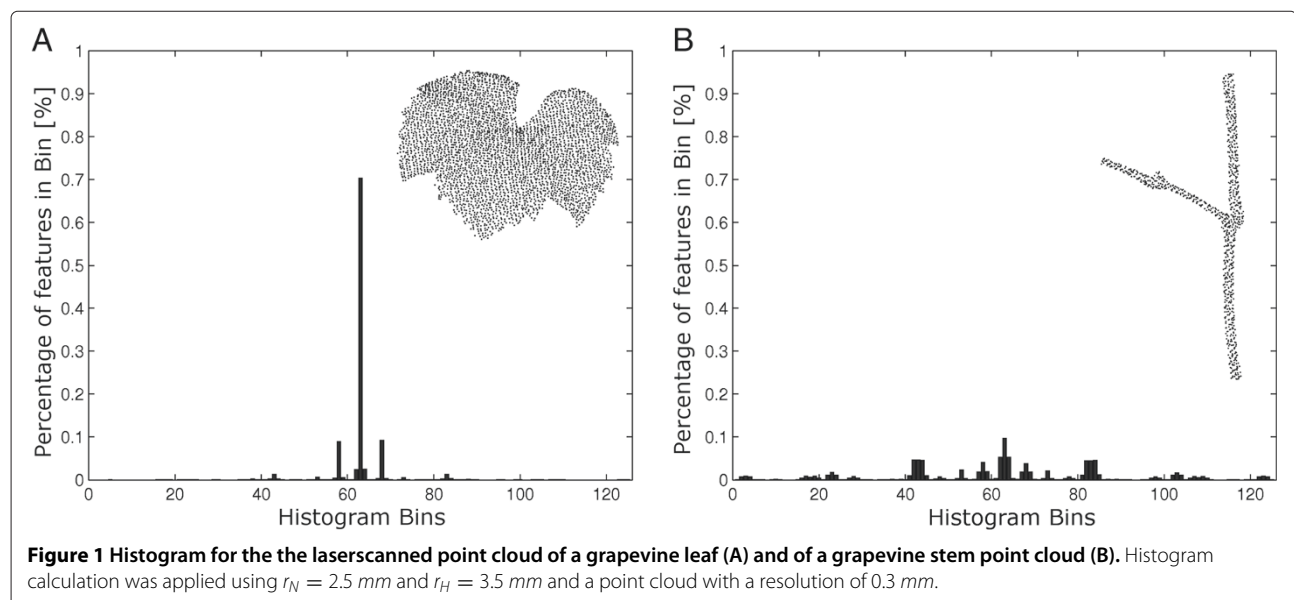 A
Percentage of features in Bin [%]
1
0.9
0.8
0.7
0.6
0.5
0.4
0.3
0.2
0.1
0
0 20 40 60 80 100 120
Histogram Bins
B
Percentage of features in Bin [%]
1
0.9
0.8
0.7
0.6
0.5
0.4
0.3
0.2
0.1
0
0 20 40 60 80 100 120
Histogram Bins
Figure 1 Histogram for the the laserscanned point cloud of a grapevine leaf (A) and of a grapevine stem point cloud (B). Histogram
calculation was applied using r_N = 2.5 mm and r_H = 3.5 mm and a point cloud with a resolution of 0.3 mm.